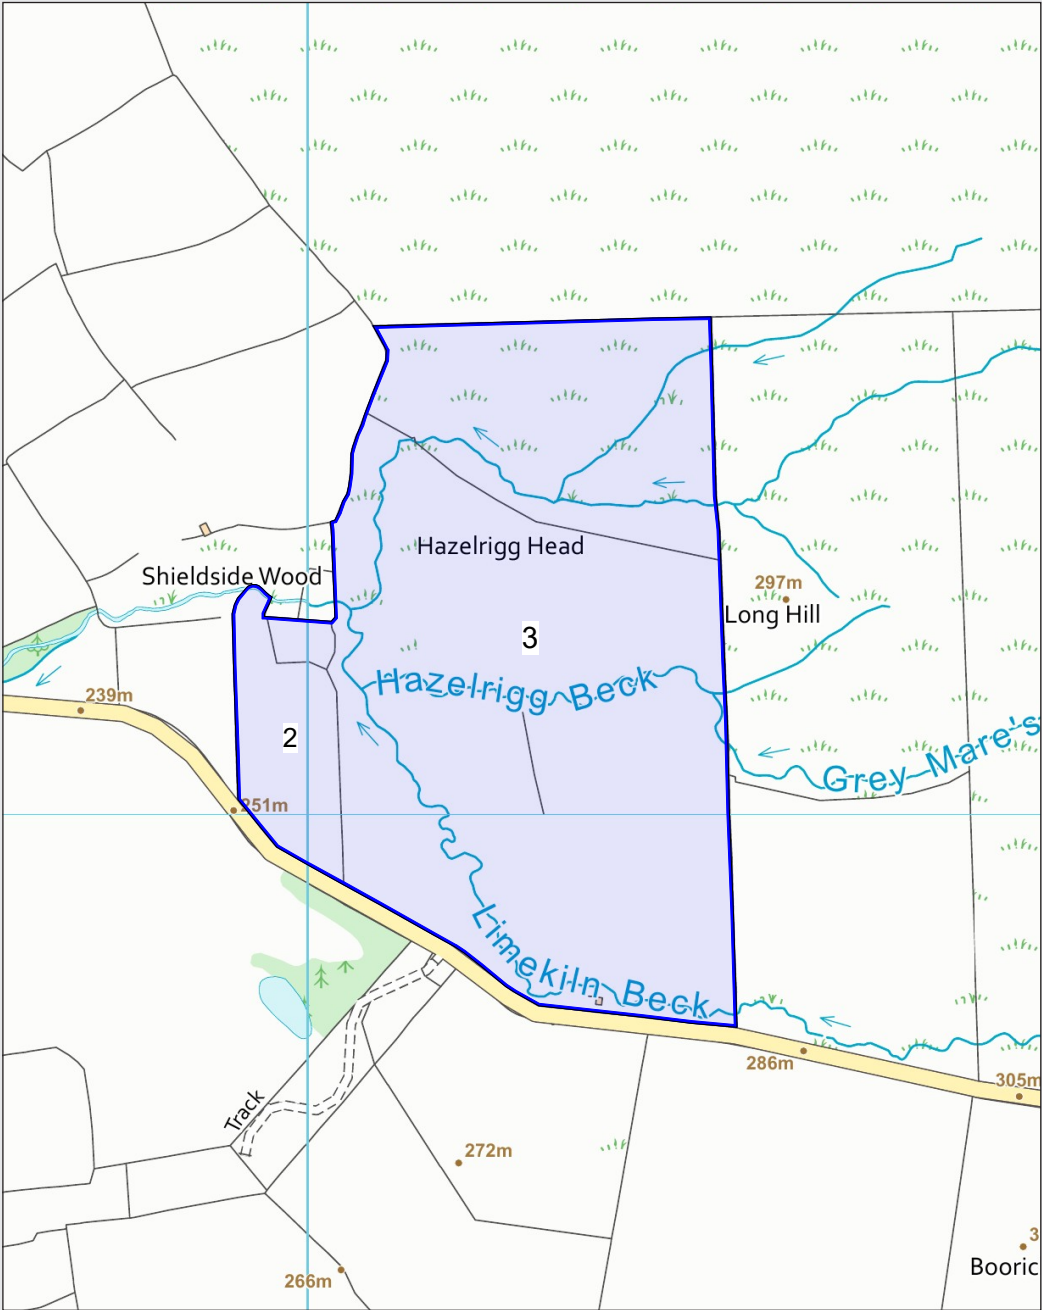 Hazelrigg Head
Shieldside Wood
297m
Long Hill
3
Hazelrigg Beck
239m
2
Grey Mare's
251m
Limekiln Beck
286m
305m
Track
272m
3
Booric
266m